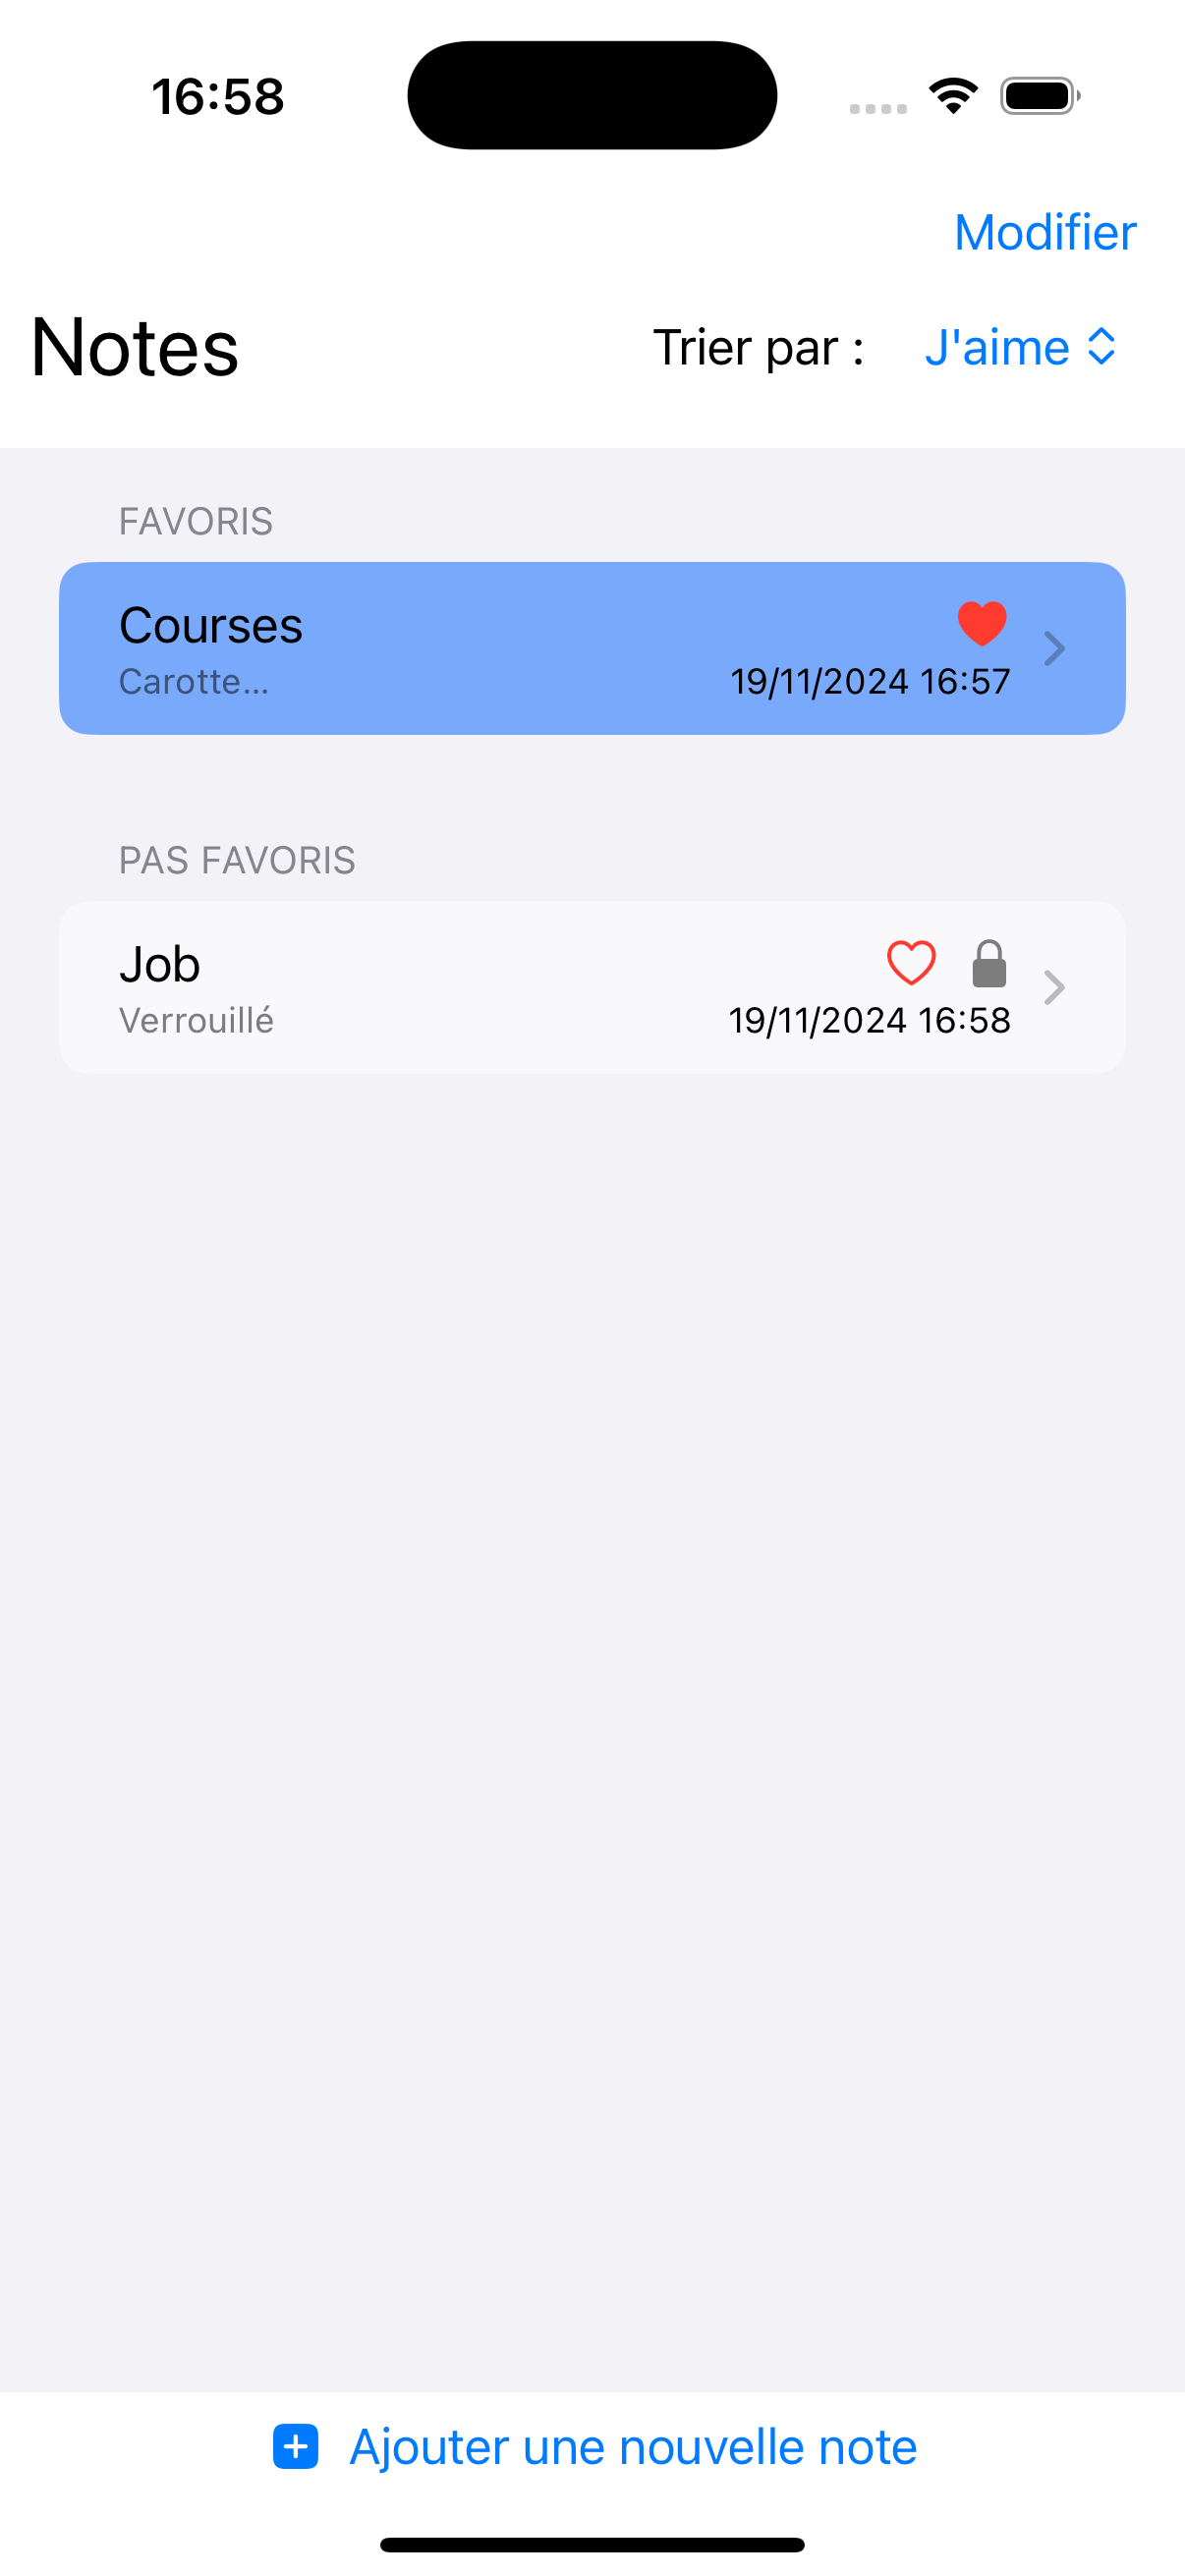 16:58
Modifier
Notes
Trier par : J'aime
FAVORIS
Courses
Carotte...
19/11/2024 16:57
PAS FAVORIS
Job
Verrouillé
19/11/2024 16:58
Ajouter une nouvelle note